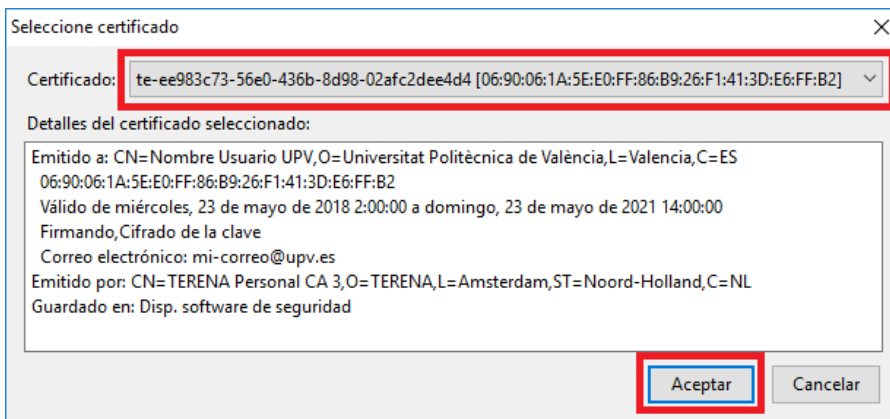 Seleccione certificado
Certificado: te-ee983c73-56e0-436b-8d98-02afc2dee4d4 [06:90:06:1A:5E:E0:FF:86:B9:26:F1:41:3D:E6:FF:B2]
Detalles del certificado seleccionado:
Emitido a: CN=Nombre Usuario UPV,O=Universitat Politècnica de València,L=Valencia,C=ES
06:90:06:1A:5E:E0:FF:86:B9:26:F1:41:3D:E6:FF:B2
Válido de miércoles, 23 de mayo de 2018 2:00:00 a domingo, 23 de mayo de 2021 14:00:00
Firmando,Cifrado de la clave
Correo electrónico: mi-correo@upv.es
Emitido por: CN=TERENA Personal CA 3,O=TERENA,L=Amsterdam,ST=Noord-Holland,C=NL
Guardado en: Disp. software de seguridad
Aceptar Cancelar